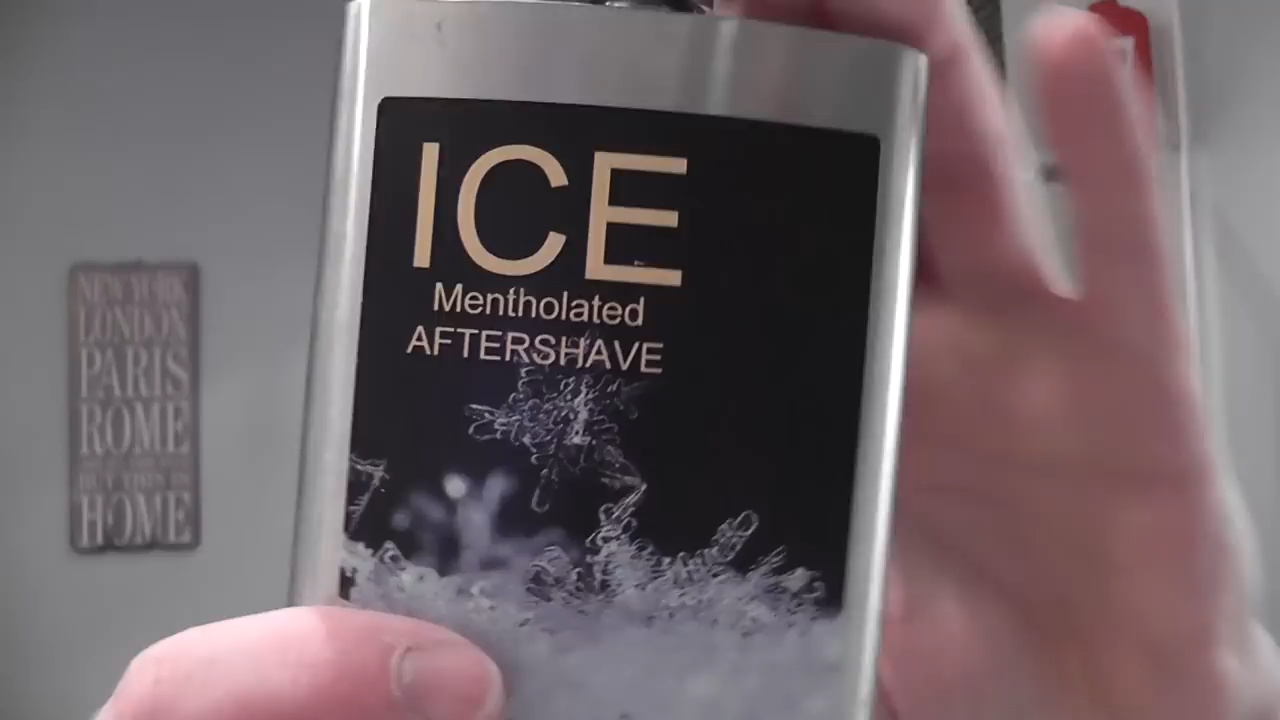 ICE
Mentholated
AFTERSHAVE
NEW YORK
LONDON
PARIS
ROME
HOME